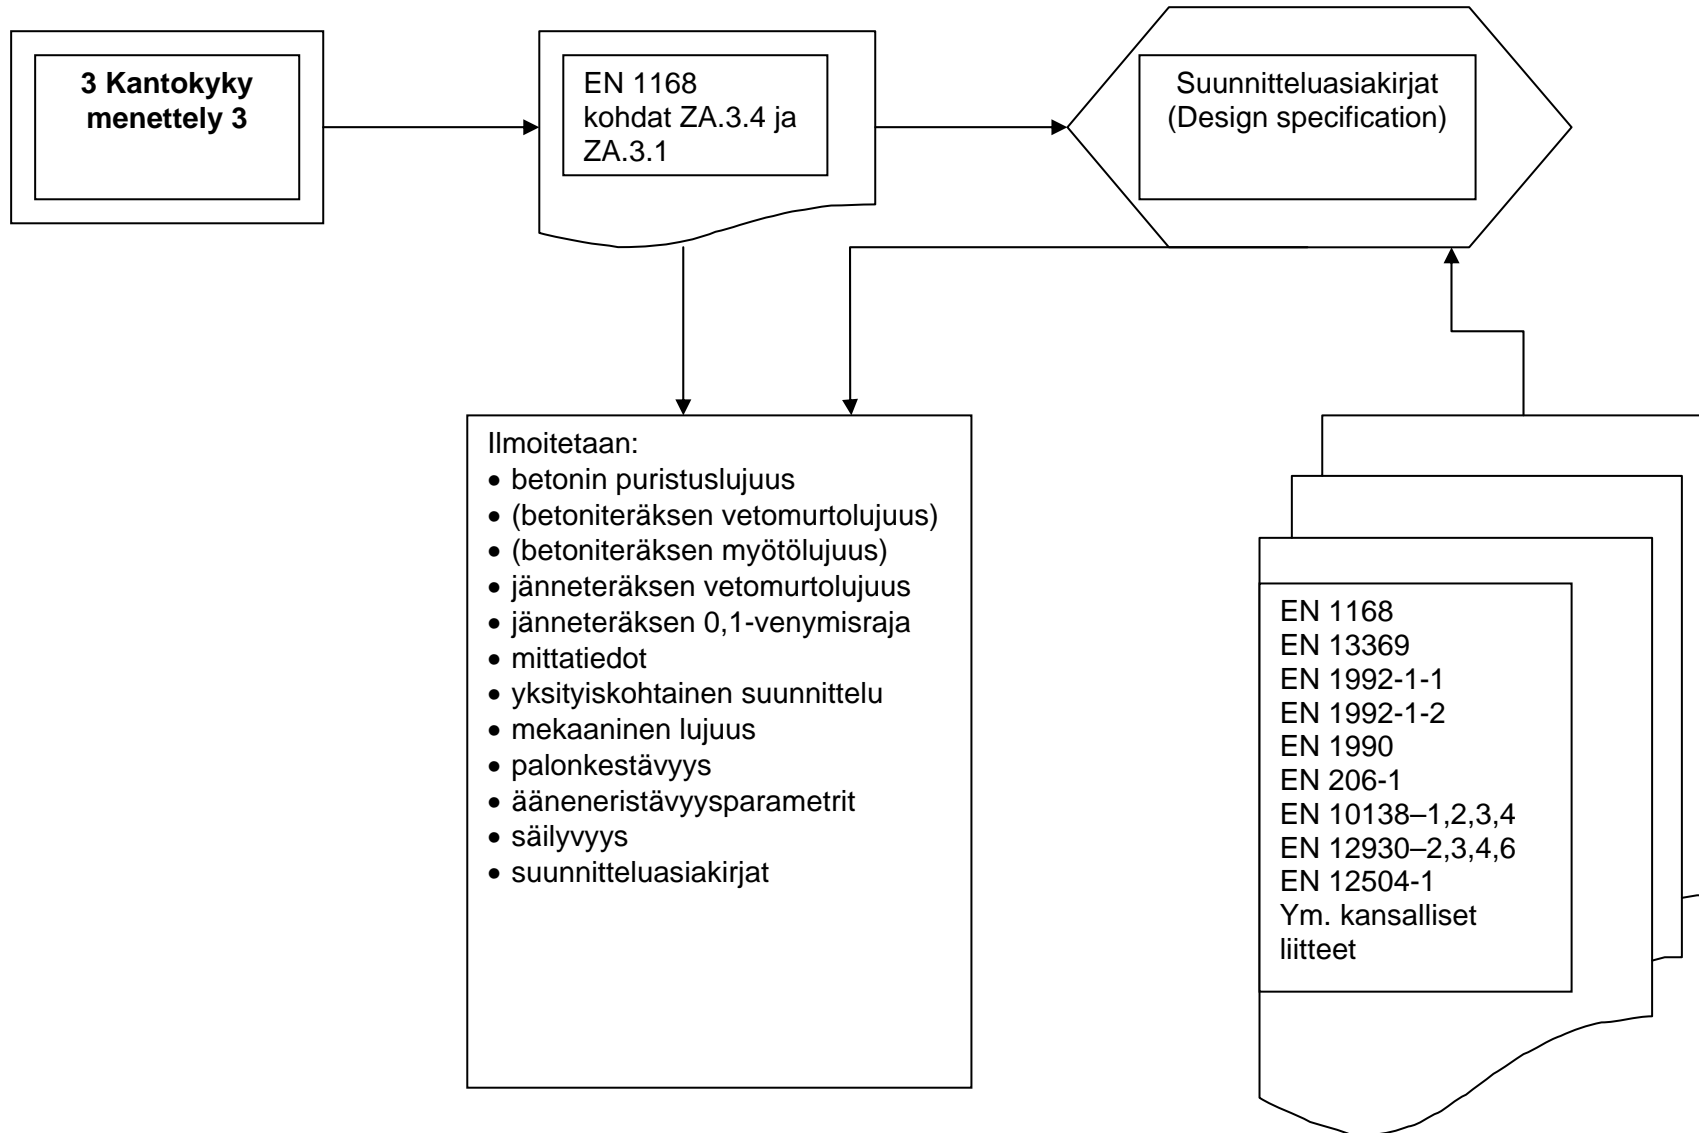 3 Kantokyky
menettely 3
EN 1168
kohdat ZA.3.4 ja
ZA.3.1
Suunnitteluasiakirjat
(Design specification)
Ilmoitetaan:
• betonin puristuslujuus
• (betoniteräksen vetomurtolujuus)
• (betoniteräksen myötölujuus)
• jänneteräksen vetomurtolujuus
• jänneteräksen 0,1-venymisraja
• mittatiedot
• yksityiskohtainen suunnittelu
• mekaaninen lujuus
• palonkestävyys
• ääneneristävyysparametrit
• säilyvyys
• suunnitteluasiakirjat
EN 1168
EN 13369
EN 1992-1-1
EN 1992-1-2
EN 1990
EN 206-1
EN 10138–1,2,3,4
EN 12930–2,3,4,6
EN 12504-1
Ym. kansalliset
liitteet